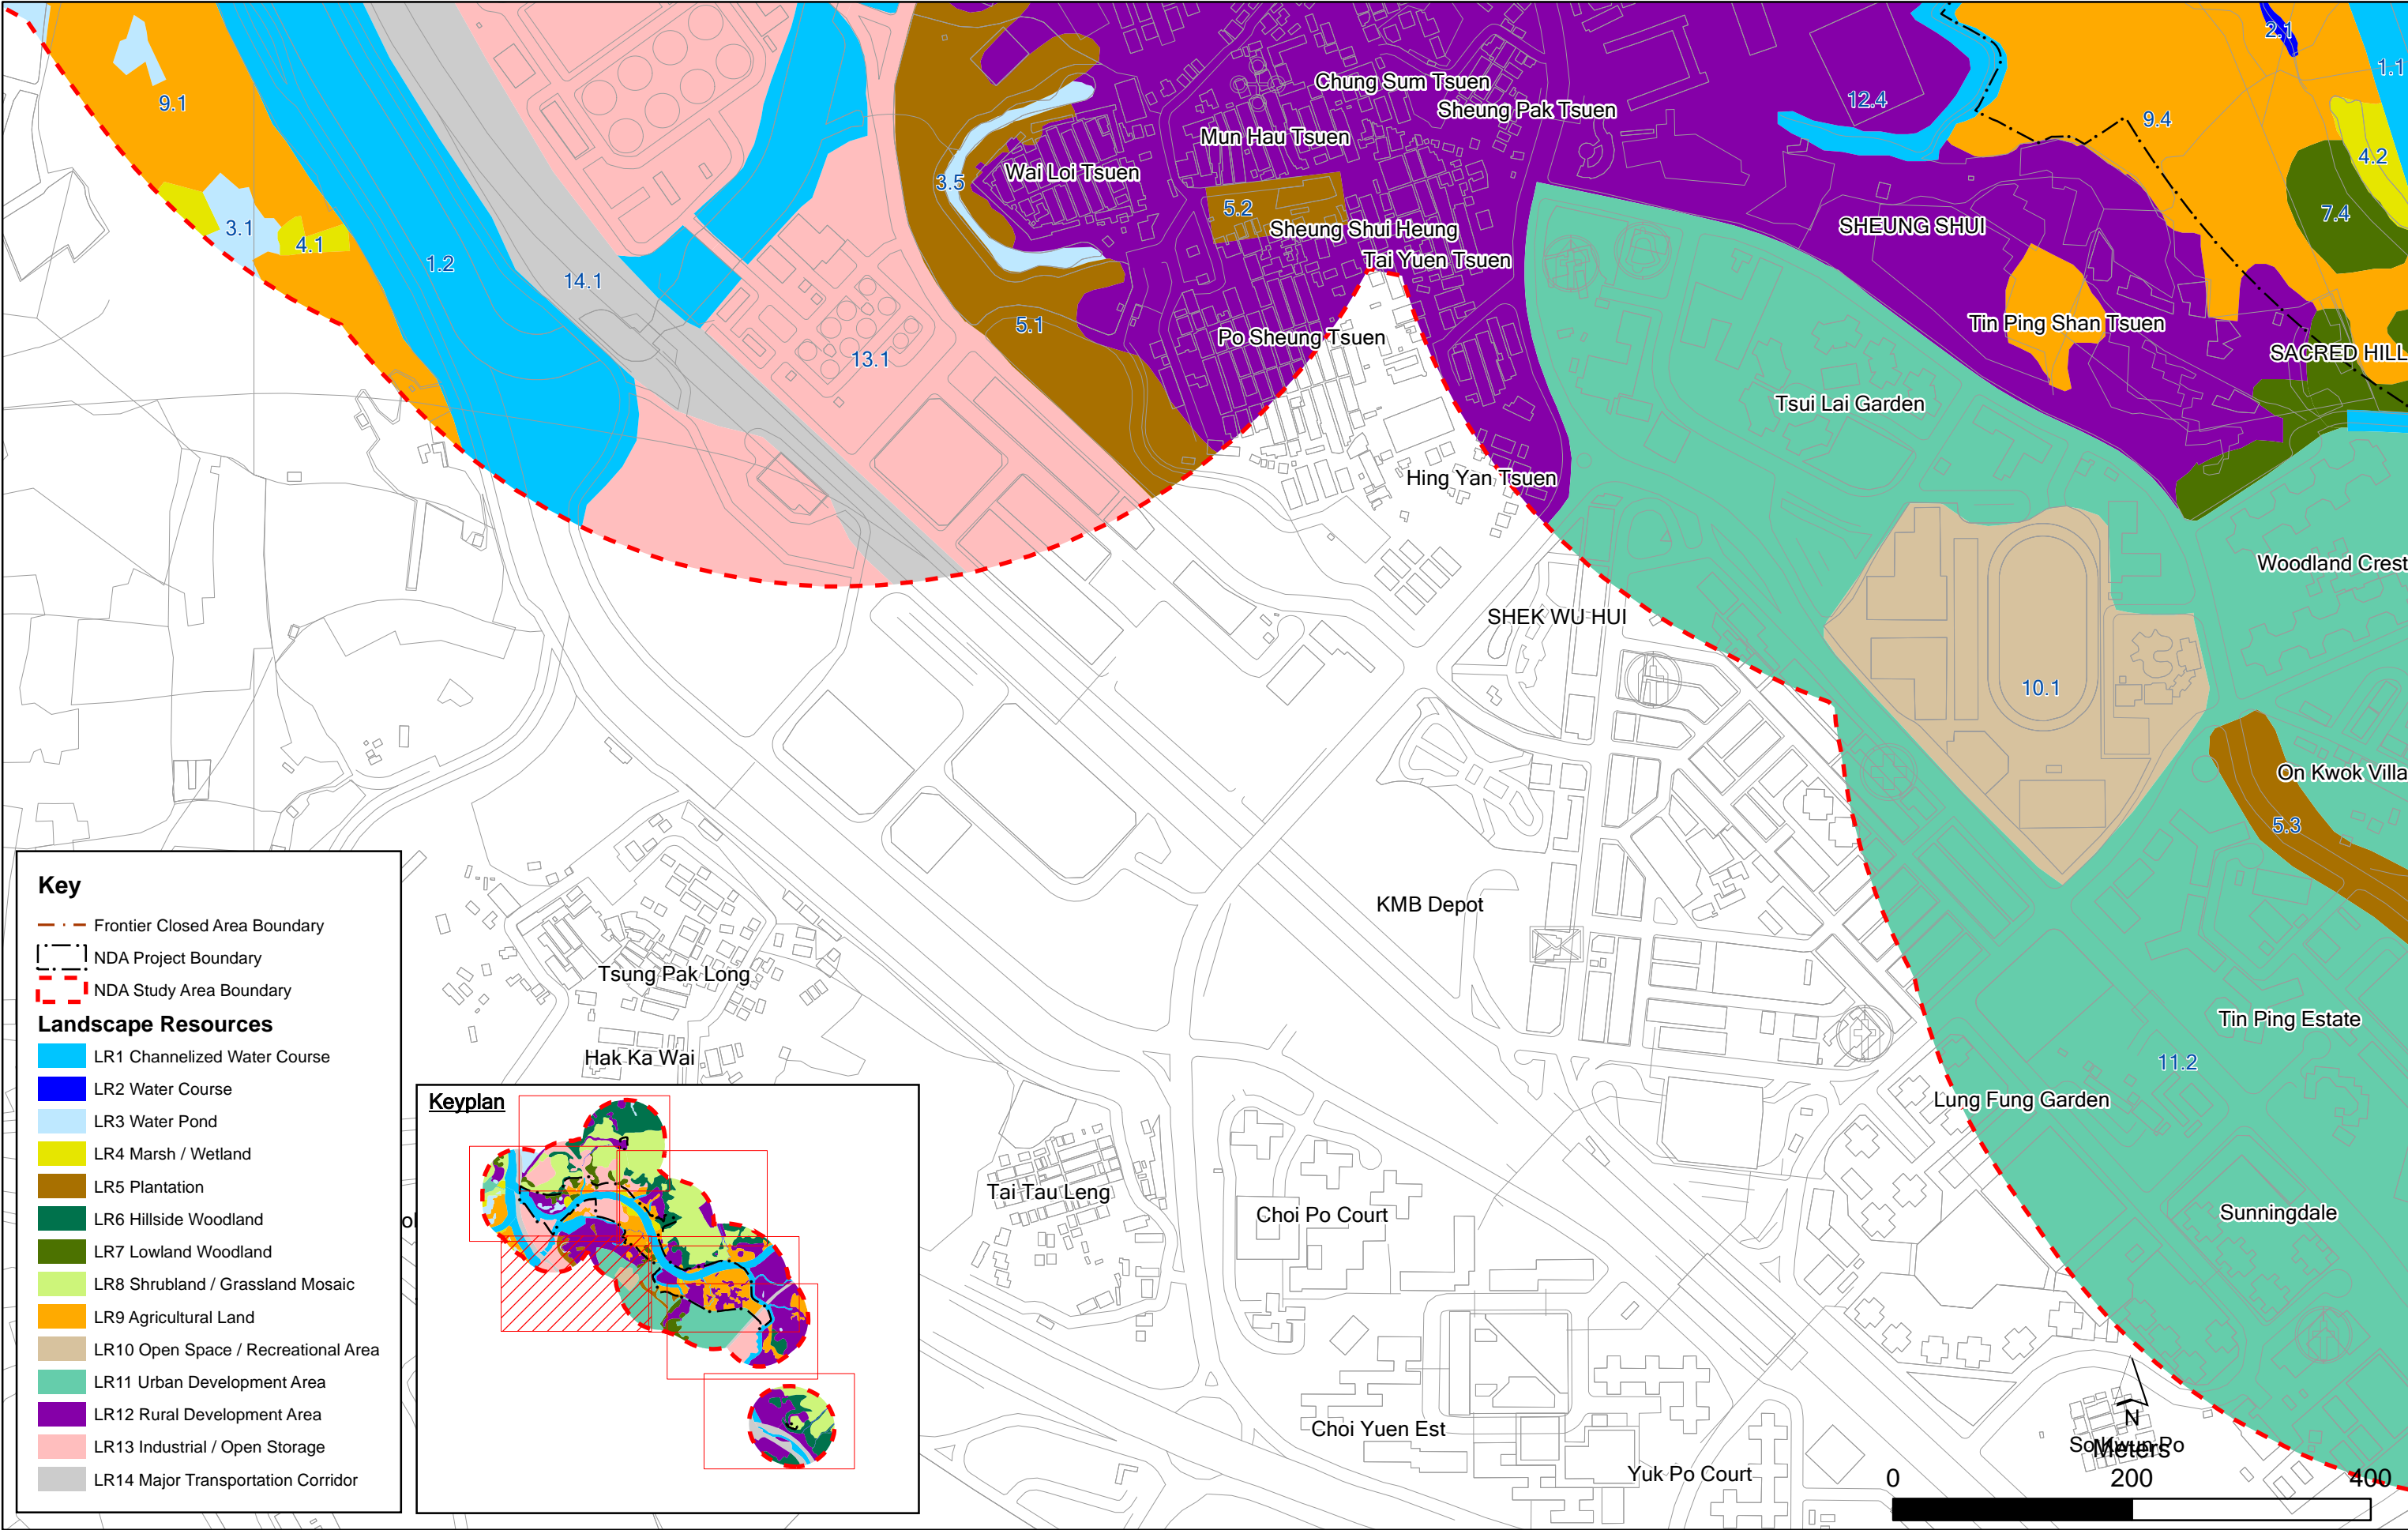 2.1
1.1
9.1
Chung Sum Tsuen
Sheung Pak Tsuen
12.4
9.4
Mun Hau Tsuen
4.2
Wai Loi Tsuen
3.5
5.2
7.4
3.1
4.1
Sheung Shui Heung
SHEUNG SHUI
1.2
Tai Yuen Tsuen
14.1
5.1
Tin Ping Shan Tsuen
Po Sheung Tsuen
13.1
SACRED HILL
Tsui Lai Garden
Hing Yan Tsuen
Woodland Crest
SHEK WU HUI
10.1
On Kwok Villa
5.3
KMB Depot
Tsung Pak Long
Tin Ping Estate
Hak Ka Wai
11.2
Lung Fung Garden
Tai Tau Leng
Choi Po Court
Sunningdale
Choi Yuen Est
Yuk Po Court
N
So Kwun Po
Meters
0 200 400
Key
Frontier Closed Area Boundary
NDA Project Boundary
NDA Study Area Boundary
Landscape Resources
LR1 Channelized Water Course
LR2 Water Course
LR3 Water Pond
LR4 Marsh / Wetland
LR5 Plantation
LR6 Hillside Woodland
LR7 Lowland Woodland
LR8 Shrubland / Grassland Mosaic
LR9 Agricultural Land
LR10 Open Space / Recreational Area
LR11 Urban Development Area
LR12 Rural Development Area
LR13 Industrial / Open Storage
LR14 Major Transportation Corridor
Keyplan